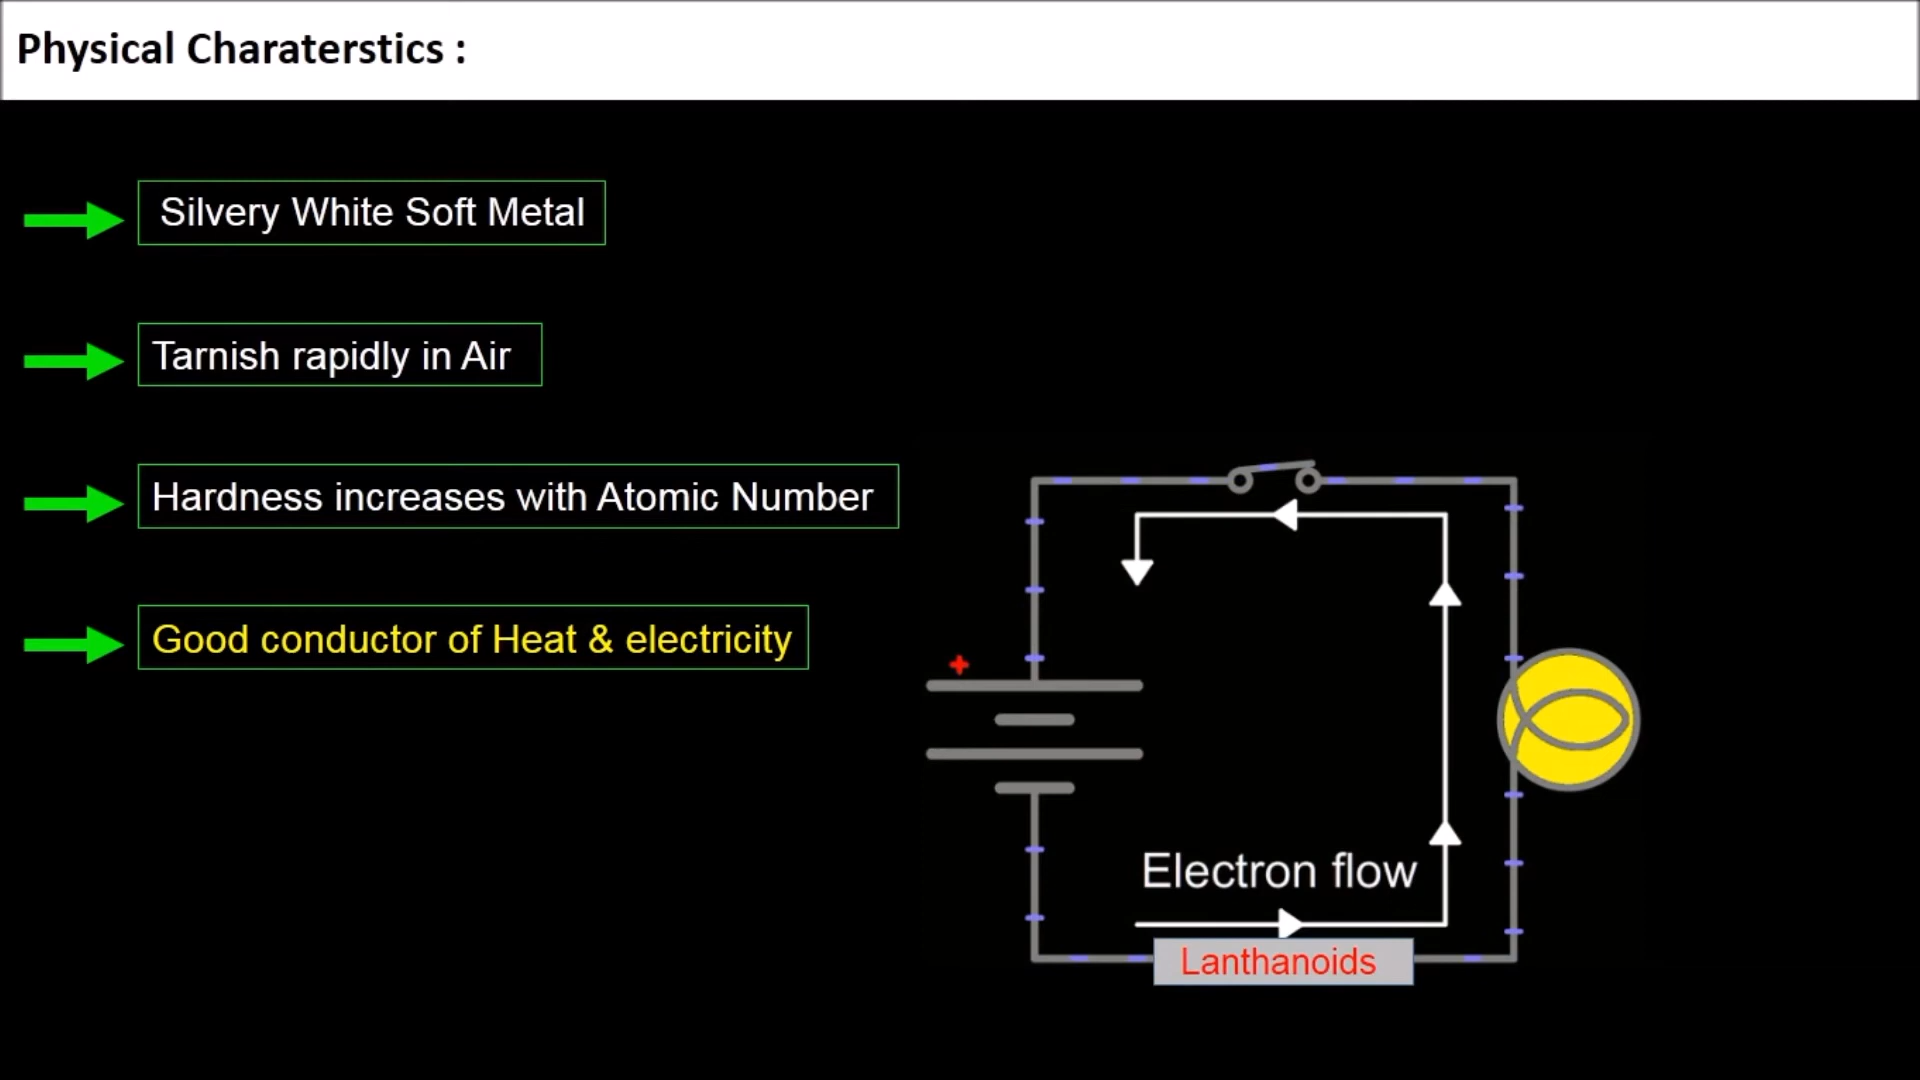 Physical Charaterstics :
Silvery White Soft Metal
Tarnish rapidly in Air
Hardness increases with Atomic Number
Good conductor of Heat & electricity
+
Electron flow
Lanthanoids